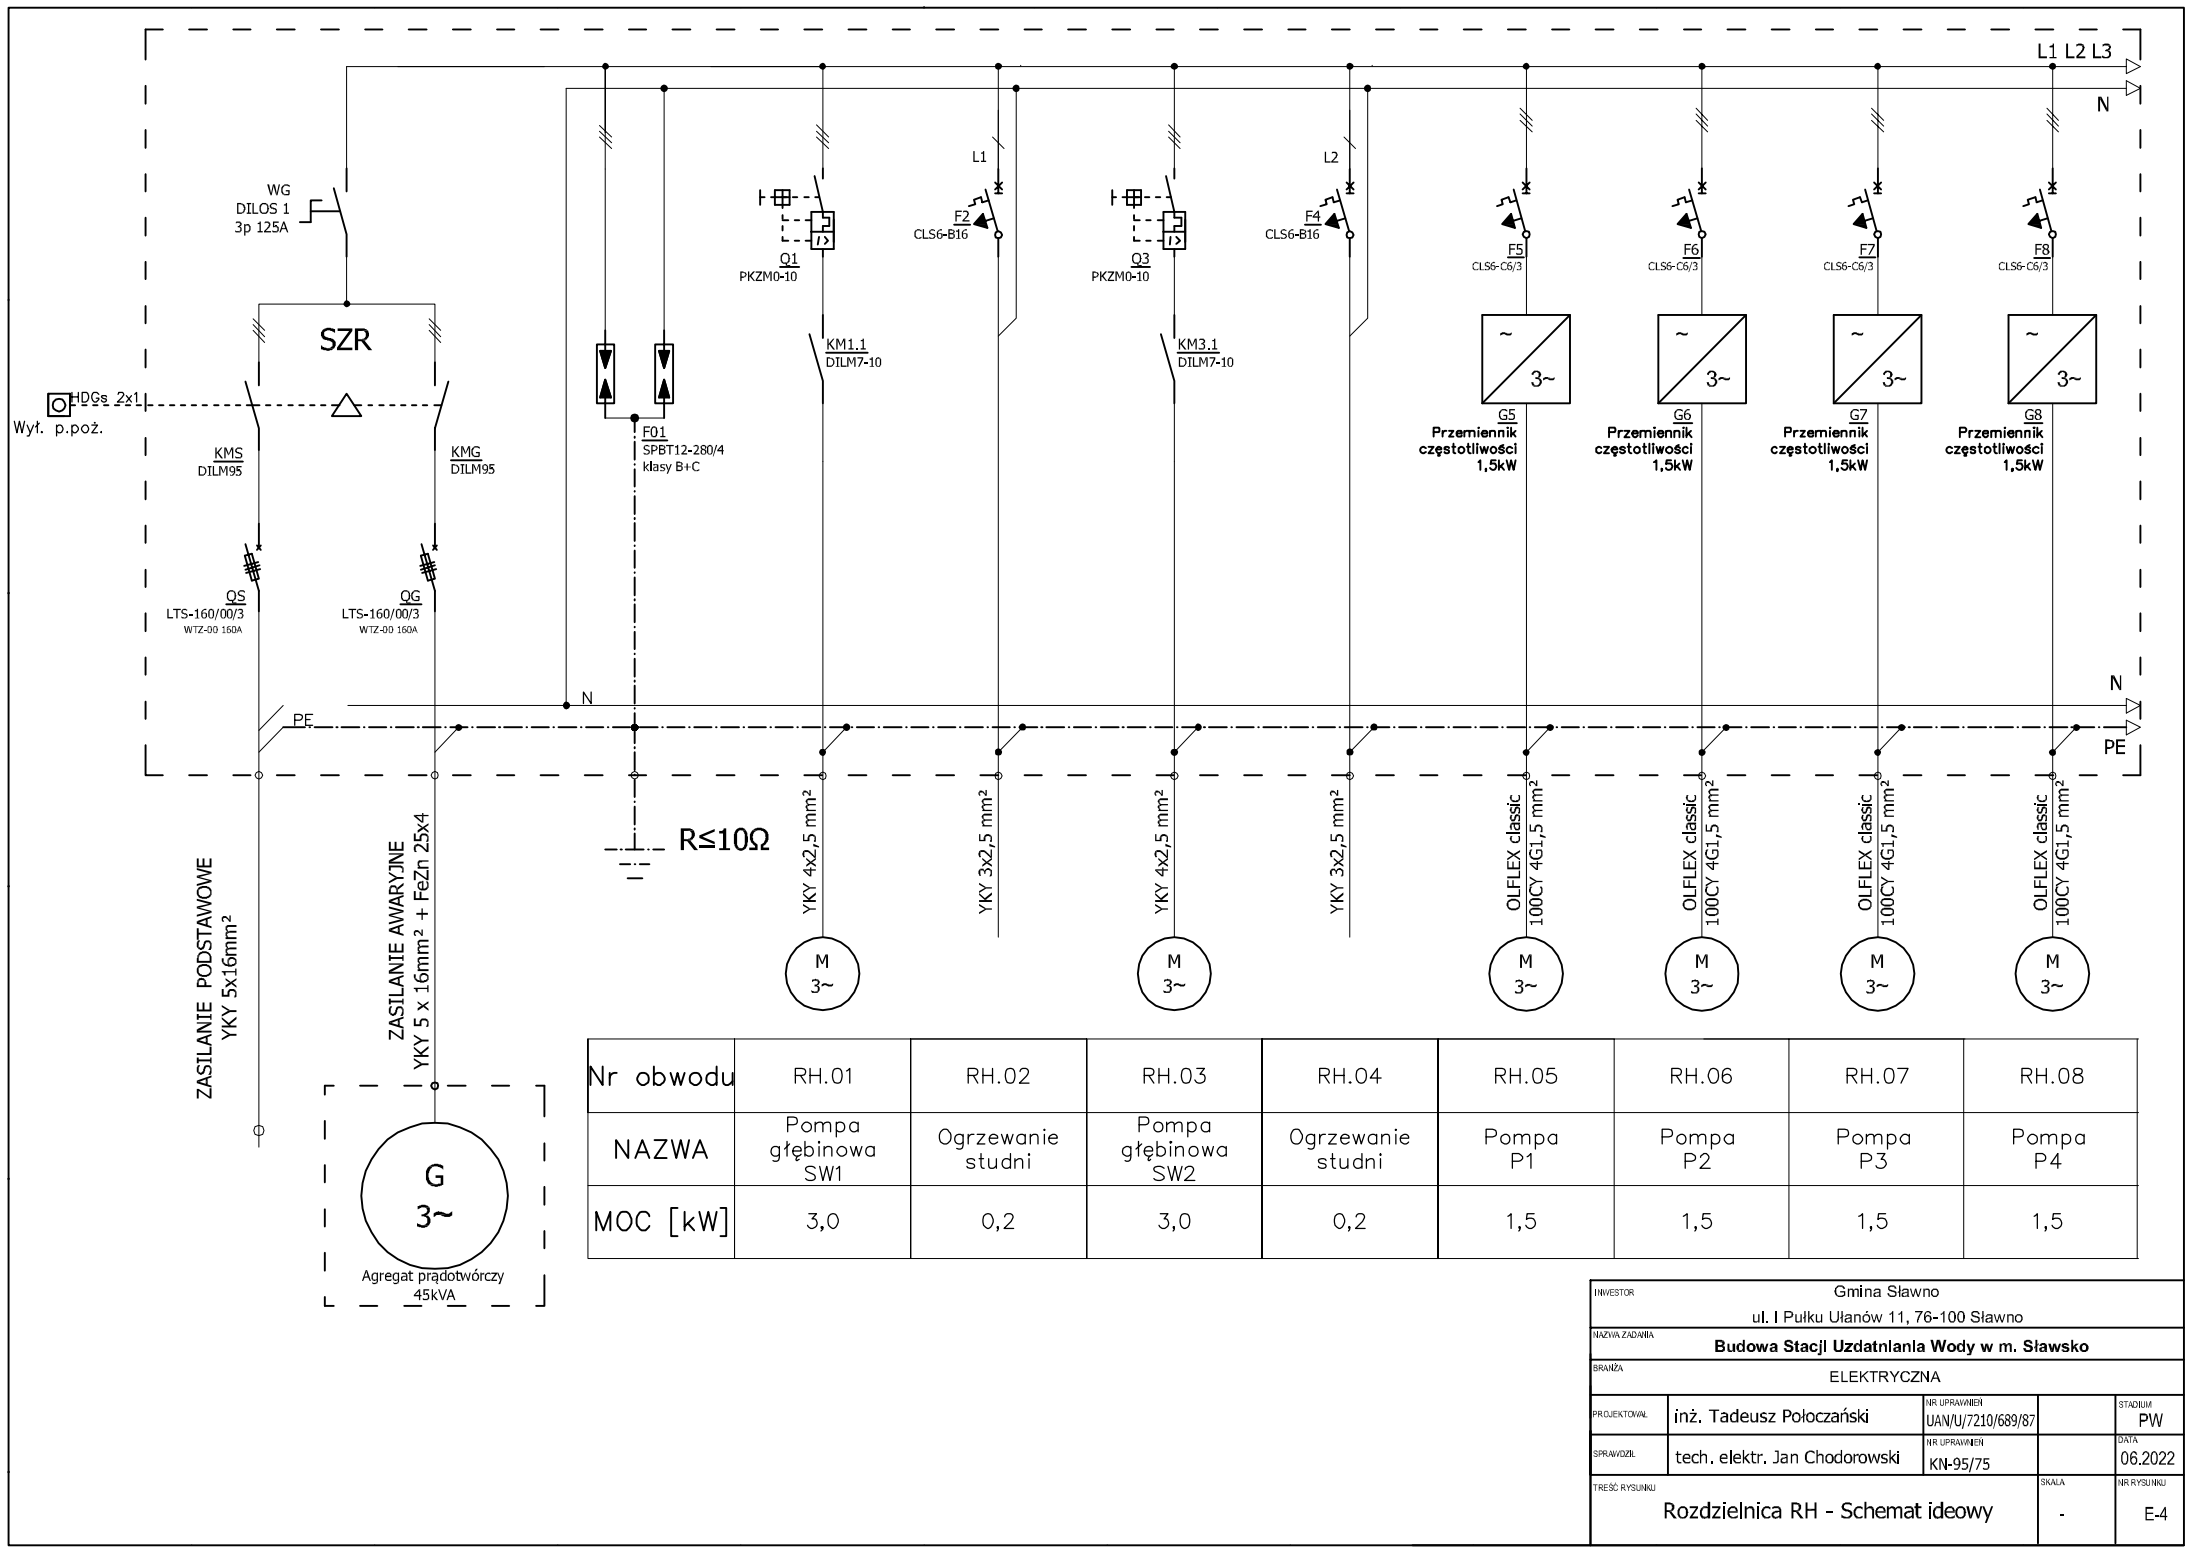 L1 L2 L3
N
WG
DILOS 1
3p 125A
SZR
HDGs 2x1
Wył. p.poż.
KMS
DILM95
KMG
DILM95
QS
LTS-160/00/3
WTZ-00 160A
QG
LTS-160/00/3
WTZ-00 160A
F01
SPBT12-280/4
klasy B+C
Q1
PKZM0-10
I>
KM1.1
DILM7-10
L1
F2
CLS6-B16
Q3
PKZM0-10
I>
KM3.1
DILM7-10
L2
F4
CLS6-B16
F5
CLS6-C6/3
F6
CLS6-C6/3
F7
CLS6-C6/3
F8
CLS6-C6/3
~
3~
~
3~
~
3~
~
3~
G5
Przemiennik
częstotliwości
1,5kW
G6
Przemiennik
częstotliwości
1,5kW
G7
Przemiennik
częstotliwości
1,5kW
G8
Przemiennik
częstotliwości
1,5kW
N
N
PE
PE
ZASILANIE PODSTAWOWE
YKY 5x16mm²
ZASILANIE AWARYJNE
YKY 5 x 16mm² + FeZn 25x4
R≤10Ω
YKY 4x2,5 mm²
YKY 3x2,5 mm²
YKY 4x2,5 mm²
YKY 3x2,5 mm²
OLFLEX classic
100CY 4G1,5 mm²
OLFLEX classic
100CY 4G1,5 mm²
OLFLEX classic
100CY 4G1,5 mm²
OLFLEX classic
100CY 4G1,5 mm²
M
3~
M
3~
M
3~
M
3~
M
3~
M
3~
G
3~
Agregat prądotwórczy
45kVA
Nr obwodu RH.01 RH.02 RH.03 RH.04 RH.05 RH.06 RH.07 RH.08
NAZWA
Pompa
głębinowa
SW1
Ogrzewanie
studni
Pompa
głębinowa
SW2
Ogrzewanie
studni
Pompa
P1
Pompa
P2
Pompa
P3
Pompa
P4
MOC [kW] 3,0 0,2 3,0 0,2 1,5 1,5 1,5 1,5
INWESTOR
Gmina Sławno
ul. I Pułku Ułanów 11, 76-100 Sławno
NAZWA ZADANIA
Budowa Stacji Uzdatniania Wody w m. Sławsko
BRANŻA
ELEKTRYCZNA
PROJEKTOWAŁ
inż. Tadeusz Połoczański
NR UPRAWNIEŃ
UAN/U/7210/689/87
STADIUM
PW
SPRAWDZIŁ
tech. elektr. Jan Chodorowski
NR UPRAWNIEŃ
KN-95/75
DATA
06.2022
TREŚĆ RYSUNKU
Rozdzielnica RH - Schemat ideowy
SKALA
-
NR RYSUNKU
E-4